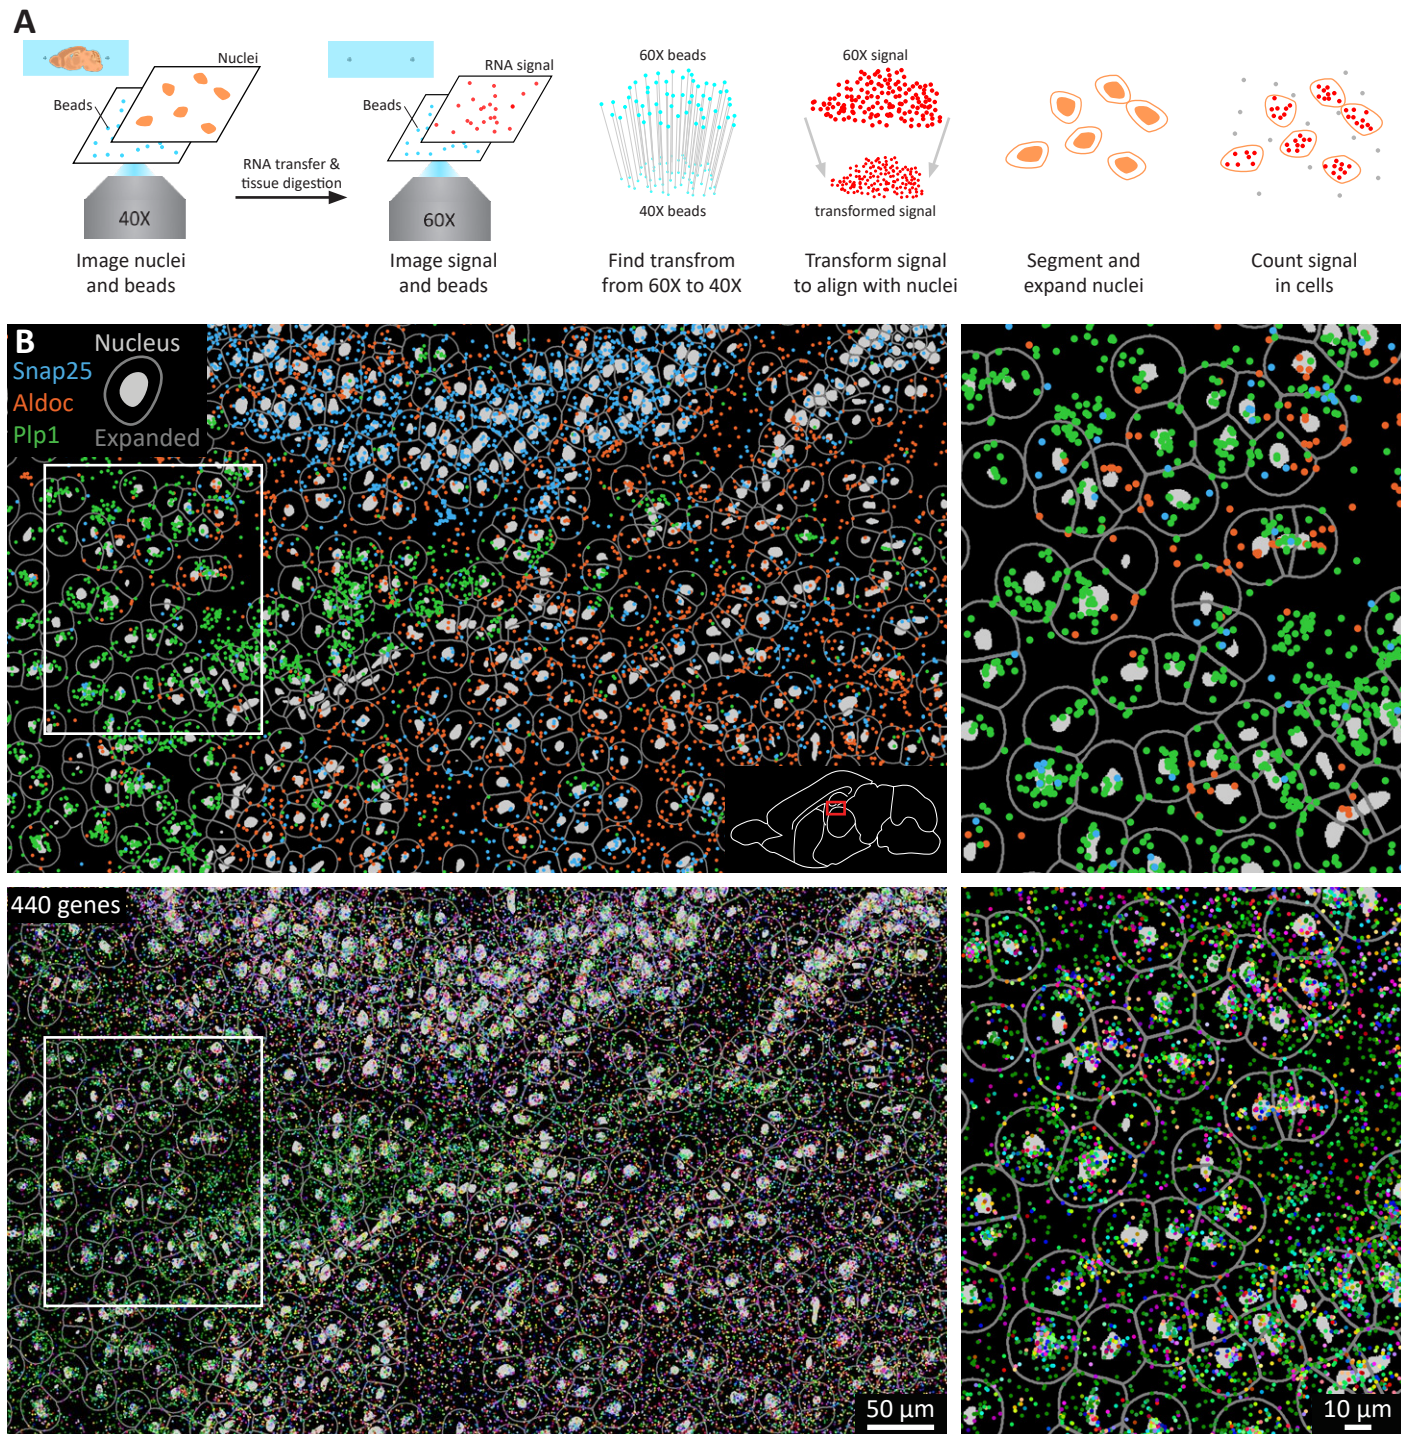 A
Nuclei
Beads
40X
Image nuclei
and beads
RNA transfer &
tissue digestion
RNA signal
Beads
60X
Image signal
and beads
60X beads
40X beads
Find transfrom
from 60X to 40X
60X signal
transformed signal
Transform signal
to align with nuclei
Segment and
expand nuclei
Count signal
in cells
B
Nucleus
Snap25
Aldoc
Plp1
Expanded
440 genes
50 µm
10 µm